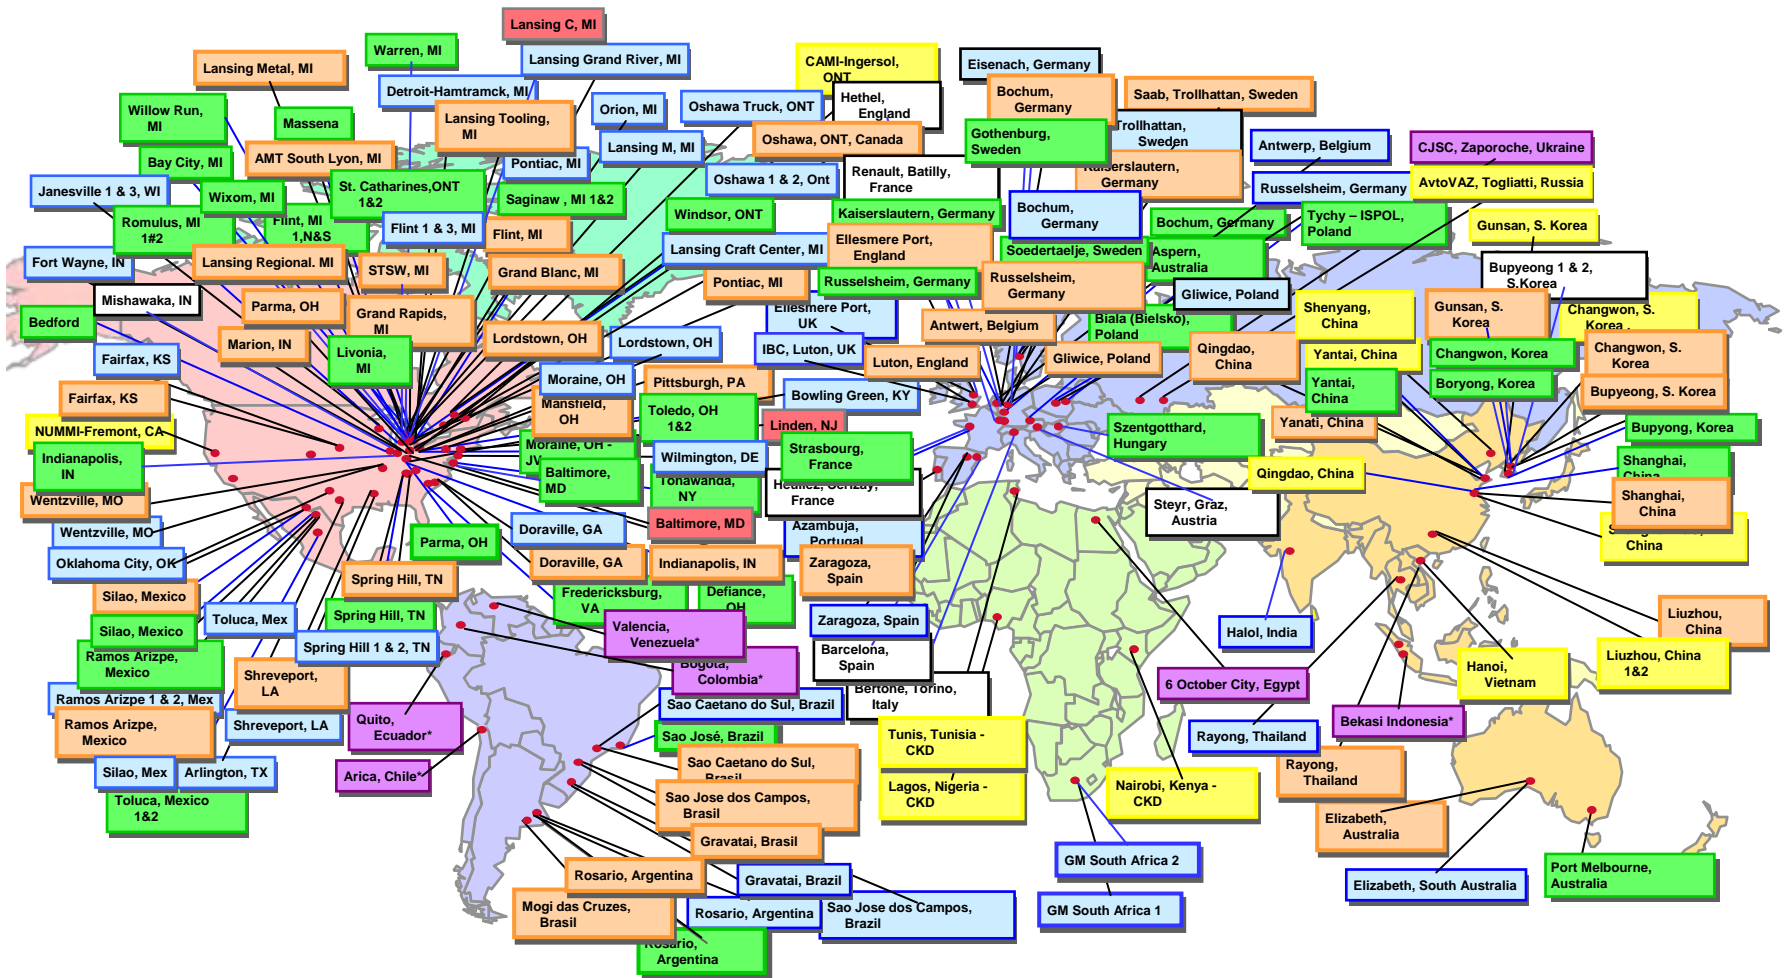 Lansing C, MI
Warren, MI
Lansing Grand River, MI
Lansing Metal, MI
CAMI-Ingersol,
ONT
Eisenach, Germany
Detroit-Hamtramck, MI
Bochum,
Germany
Saab, Trollhattan, Sweden
Hethel,
England
Willow Run,
MI
Massena
Lansing Tooling,
MI
Orion, MI
Oshawa Truck, ONT
Oshawa, ONT, Canada
Gothenburg,
Sweden
Trollhattan,
Sweden
Antwerp, Belgium
CJSC, Zaporoche, Ukraine
Bay City, MI
AMT South Lyon, MI
Pontiac, MI
Lansing M, MI
Renault, Batilly,
France
Kaiserslautern,
Germany
Russelsheim, Germany
AvtoVAZ, Togliatti, Russia
Janesville 1 & 3, WI
Wixom, MI
St. Catharines,ONT
1&2
Saginaw , MI 1&2
Oshawa 1 & 2, Ont
Windsor, ONT
Kaiserslautern, Germany
Bochum,
Germany
Bochum, Germany
Tychy – ISPOL,
Poland
Gunsan, S. Korea
Romulus, MI
1#2
Flint, MI
1,N&S
Flint 1 & 3, MI
Flint, MI
Lansing Craft Center, MI
Ellesmere Port,
England
Soedertaelje, Sweden
Aspern,
Australia
Fort Wayne, IN
Lansing Regional. MI
STSW, MI
Grand Blanc, MI
Pontiac, MI
Russelsheim, Germany
Russelsheim,
Germany
Gliwice, Poland
Bupyeong 1 & 2,
S.Korea
Mishawaka, IN
Parma, OH
Grand Rapids,
MI
Ellesmere Port,
UK
Antwert, Belgium
Biala (Bielsko),
Poland
Shenyang,
China
Gunsan, S.
Korea
Changwon, S.
Korea .
Bedford
Marion, IN
Livonia,
MI
Lordstown, OH
Lordstown, OH
IBC, Luton, UK
Luton, England
Gliwice, Poland
Qingdao,
China
Yantai, China
Changwon, Korea
Changwon, S.
Korea
Fairfax, KS
Moraine, OH
Pittsburgh, PA
Bowling Green, KY
Yantai,
China
Boryong, Korea
Bupyeong, S. Korea
Fairfax, KS
Mansfield,
OH
Toledo, OH
1&2
Linden, NJ
Szentgotthard,
Hungary
Yanati, China
Bupyong, Korea
NUMMI-Fremont, CA
Indianapolis,
IN
Moraine, OH -
JV
Baltimore,
MD
Wilmington, DE
Strasbourg,
France
Qingdao, China
Shanghai,
China
Wentzville, MO
Tonawanda,
NY
Heuliez, Cerizay,
France
Steyr, Graz,
Austria
Shanghai,
China
China
Wentzville, MO
Parma, OH
Doraville, GA
Baltimore, MD
Azambuja,
Portugal
Oklahoma City, OK
Spring Hill, TN
Doraville, GA
Indianapolis, IN
Zaragoza,
Spain
Silao, Mexico
Fredericksburg,
VA
Defiance,
OH
Silao, Mexico
Toluca, Mex
Spring Hill, TN
Valencia,
Venezuela*
Zaragoza, Spain
Halol, India
Liuzhou,
China
Ramos Arizpe,
Mexico
Spring Hill 1 & 2, TN
Bogota,
Colombia*
Barcelona,
Spain
6 October City, Egypt
Hanoi,
Vietnam
Liuzhou, China
1&2
Ramos Arizpe 1 & 2, Mex
Shreveport,
LA
Bertone, Torino,
Italy
Ramos Arizpe,
Mexico
Shreveport, LA
Quito,
Ecuador*
Sao Caetano do Sul, Brazil
Sao José, Brazil
Tunis, Tunisia -
CKD
Rayong, Thailand
Bekasi Indonesia*
Silao, Mex
Arlington, TX
Arica, Chile*
Sao Caetano do Sul,
Brasil
Lagos, Nigeria -
CKD
Nairobi, Kenya -
CKD
Rayong,
Thailand
Toluca, Mexico
1&2
Sao Jose dos Campos,
Brasil
Elizabeth,
Australia
Gravatai, Brasil
GM South Africa 2
Port Melbourne,
Australia
Rosario, Argentina
Gravatai, Brazil
Elizabeth, South Australia
Mogi das Cruzes,
Brasil
Rosario, Argentina
Sao Jose dos Campos,
Brazil
GM South Africa 1
Rosario,
Argentina